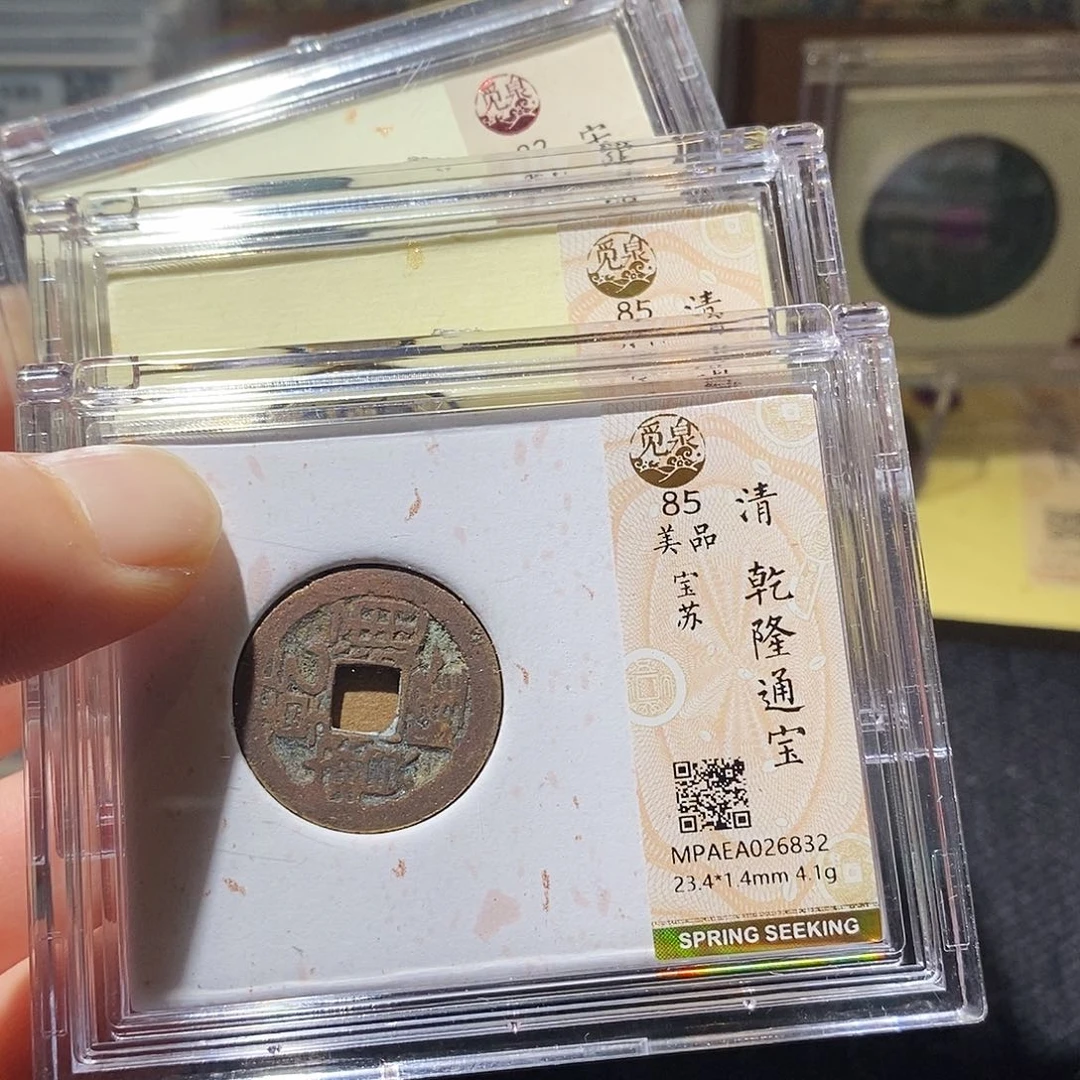 觅泉
觅泉
85
清
觅泉
85
美品
宝苏
清 乾隆通宝
MPAEA026832
23.4*1.4mm 4.1g
SPRING SEEKING